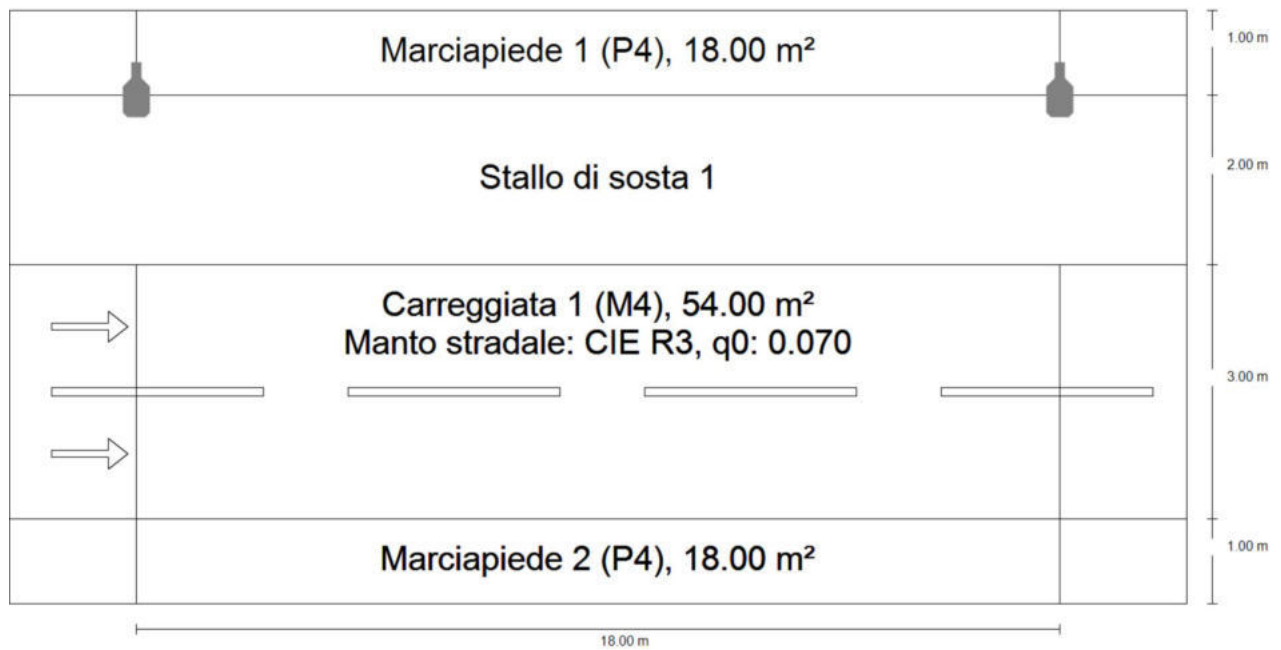 Marciapiede 1 (P4), 18.00 m²
1.00 m
Stallo di sosta 1
2.00 m
Carreggiata 1 (M4), 54.00 m²
Manto stradale: CIE R3, q0: 0.070
3.00 m
Marciapiede 2 (P4), 18.00 m²
1.00 m
18.00 m